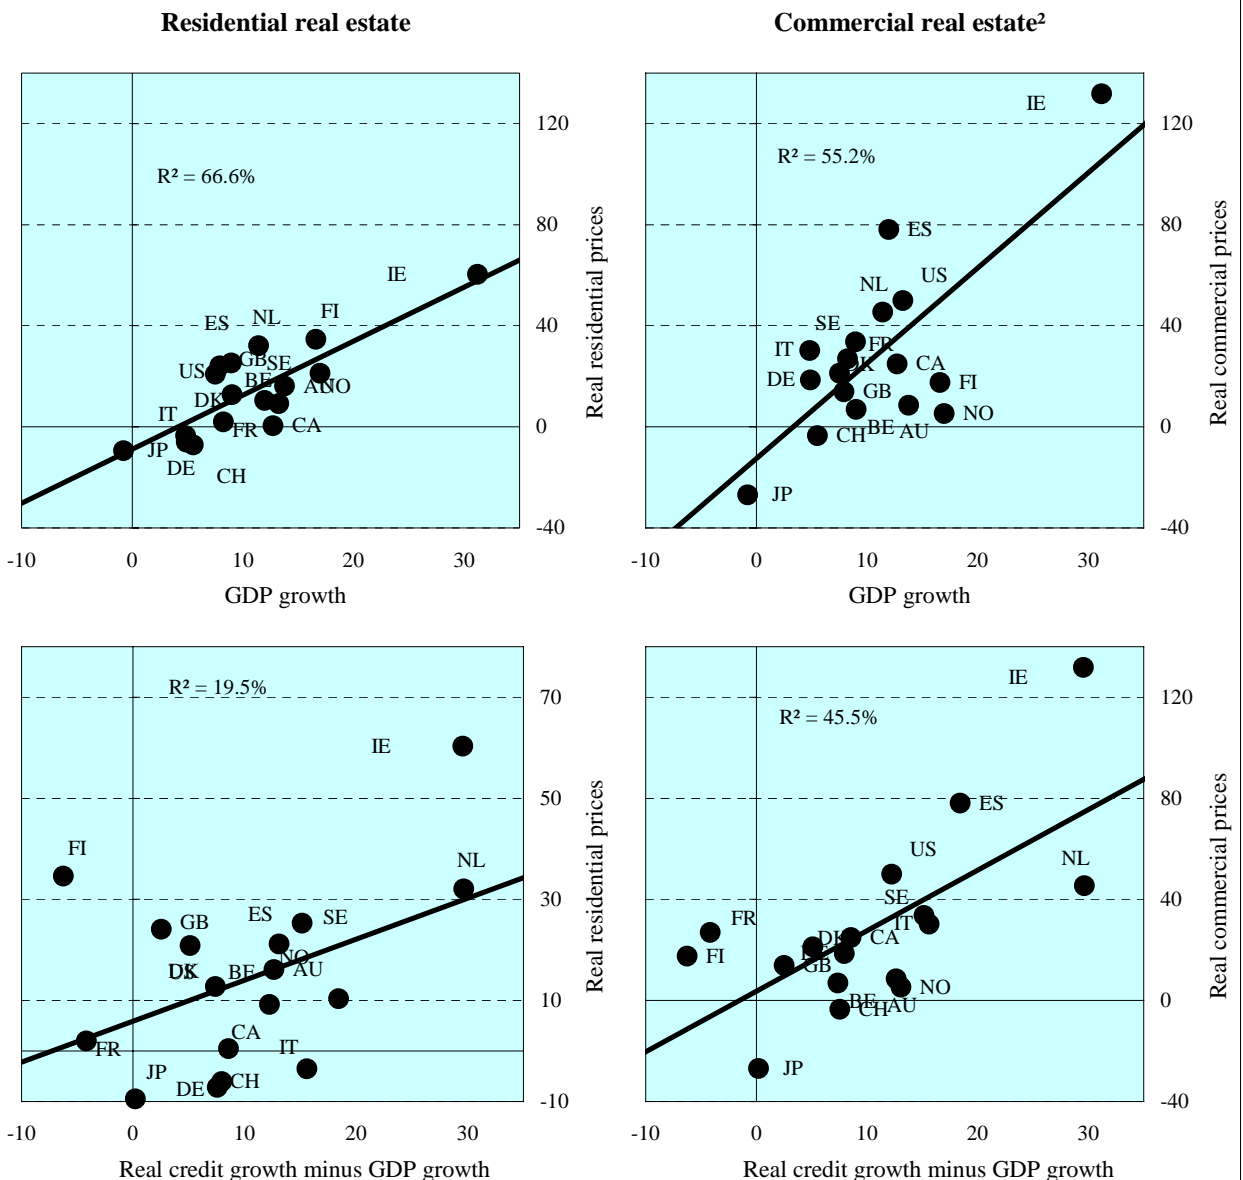 Residential real estate
Commercial real estate²
120
80
40
0
-40
Real residential prices
R² = 66.6%
IE
FI
NL
ES
GB
SE
US
BE
AU
NO
DK
IT
FR
CA
JP
DE
CH
-10 0 10 20 30
GDP growth
120
80
40
0
-40
Real commercial prices
R² = 55.2%
IE
ES
US
NL
SE
FR
IT
DK
CA
DE
GB
FI
NO
CH
BE
AU
JP
-10 0 10 20 30
GDP growth
70
50
30
10
-10
Real residential prices
R² = 19.5%
IE
FI
NL
ES
SE
GB
NO
DK
US
BE
AU
CA
FR
IT
JP
DE
CH
-10 0 10 20 30
Real credit growth minus GDP growth
120
80
40
0
-40
Real commercial prices
R² = 45.5%
IE
ES
US
NL
SE
FR
IT
DK
CA
FI
GB
NO
BE
CH
AU
JP
-10 0 10 20 30
Real credit growth minus GDP growth